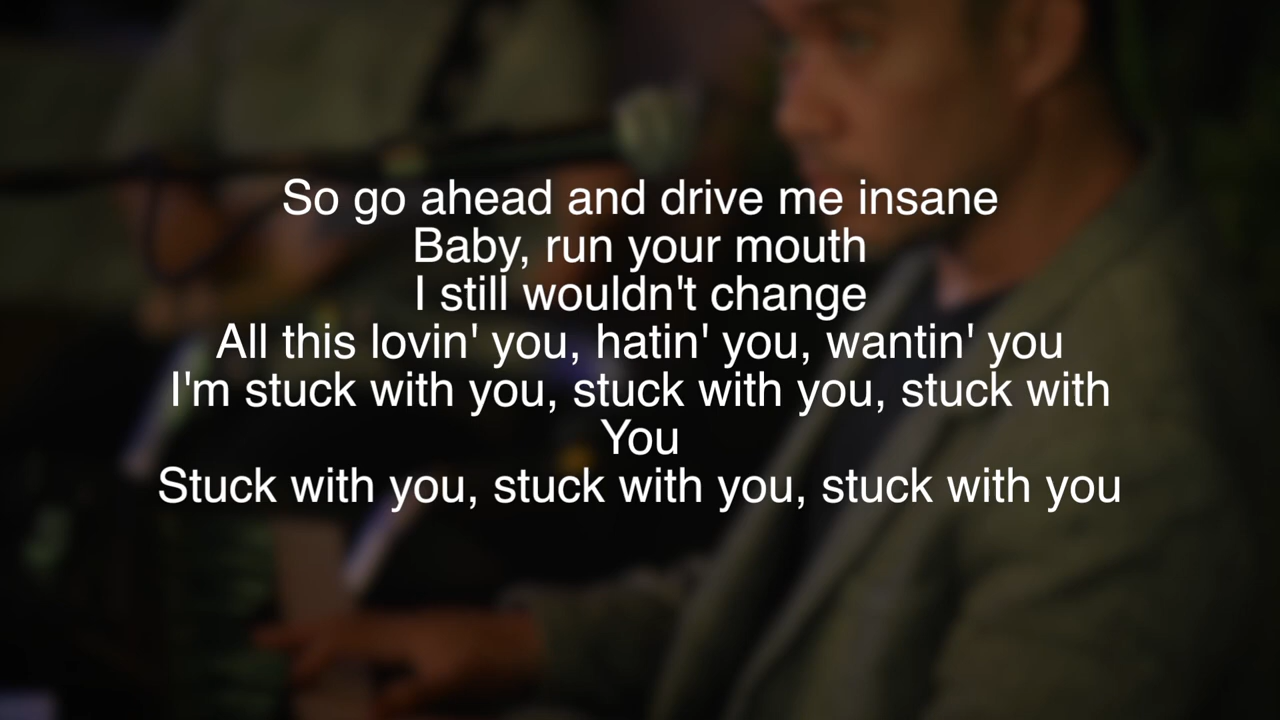 So go ahead and drive me insane
Baby, run your mouth
I still wouldn't change
All this lovin' you, hatin' you, wantin' you
I'm stuck with you, stuck with you, stuck with
You
Stuck with you, stuck with you, stuck with you